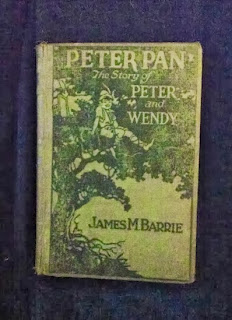 PETER PAN
The Story of
PETER
and
WENDY
JAMES M BARRIE